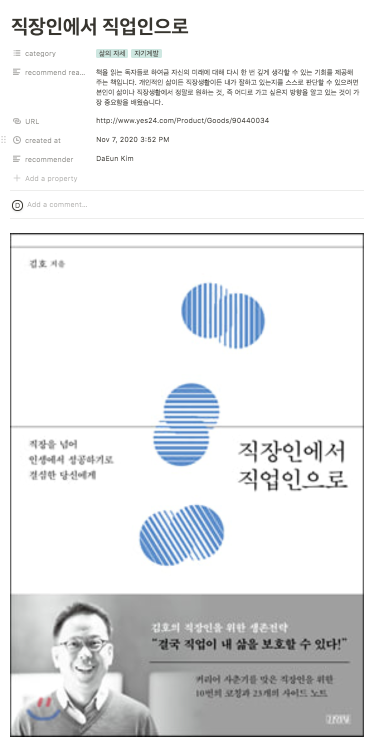 직장인에서 직업인으로
category 삶의 자세 자기계발
recommend rea... 책을 읽는 독자들로 하여금 자신의 미래에 대해 다시 한 번 깊게 생각할 수 있는 기회를 제공해
주는 책입니다. 개인적인 삶이든 직장생활이든 내가 잘하고 있는지를 스스로 판단할 수 있으려면
본인이 삶이나 직장생활에서 정말로 원하는 것, 즉 어디로 가고 싶은지 방향을 알고 있는 것이 가
장 중요함을 배웠습니다.
URL http://www.yes24.com/Product/Goods/90440034
created at Nov 7, 2020 3:52 PM
recommender DaEun Kim
Add a property
D Add a comment...
김호 지음
직장을 넘어
인생에서 성공하기로
결심한 당신에게
직장인에서
직업인으로
김호의 직장인을 위한 생존전략
"결국 직업이 내 삶을 보호할 수 있다!"
커리어 사춘기를 맞은 직장인을 위한
10번의 코칭과 23개의 사이드 노트
김영사